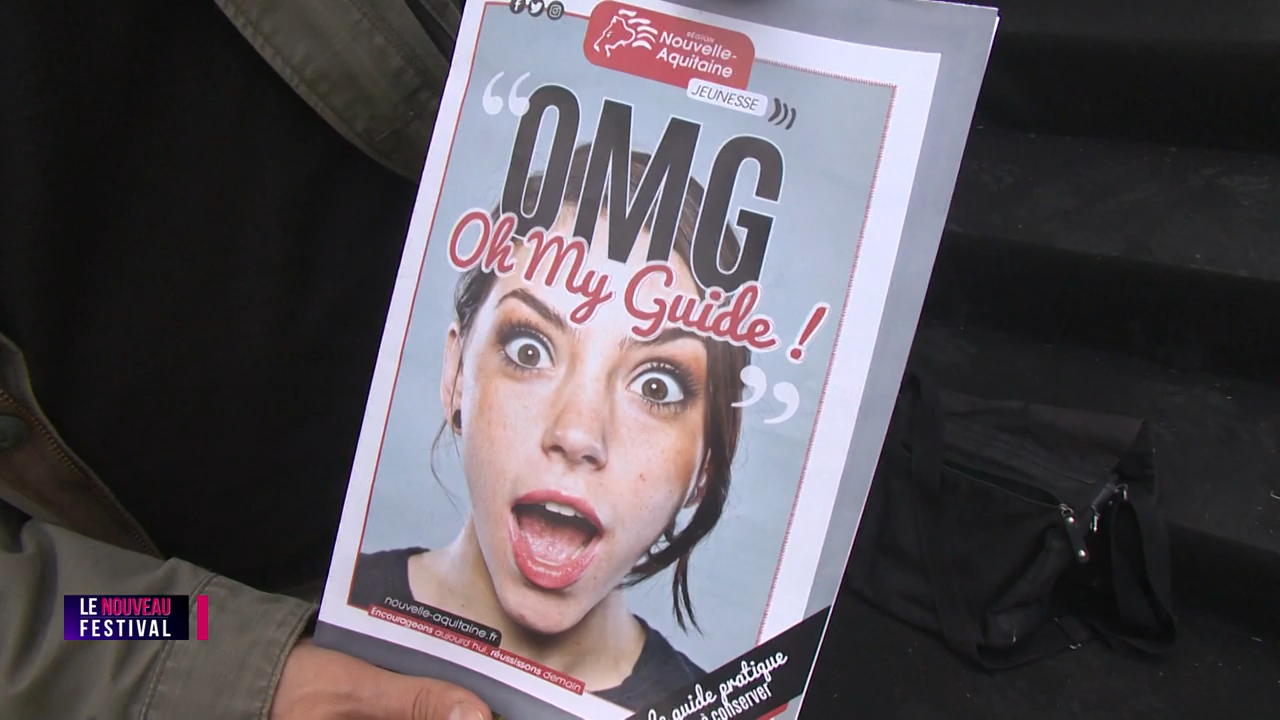 RÉGION
Nouvelle-
Aquitaine
JEUNESSE
“OMG
Oh My Guide !”
nouvelle-aquitaine.fr
Encourageons aujourd'hui, réussissons demain
guide pratique
à conserver
LE NOUVEAU
FESTIVAL